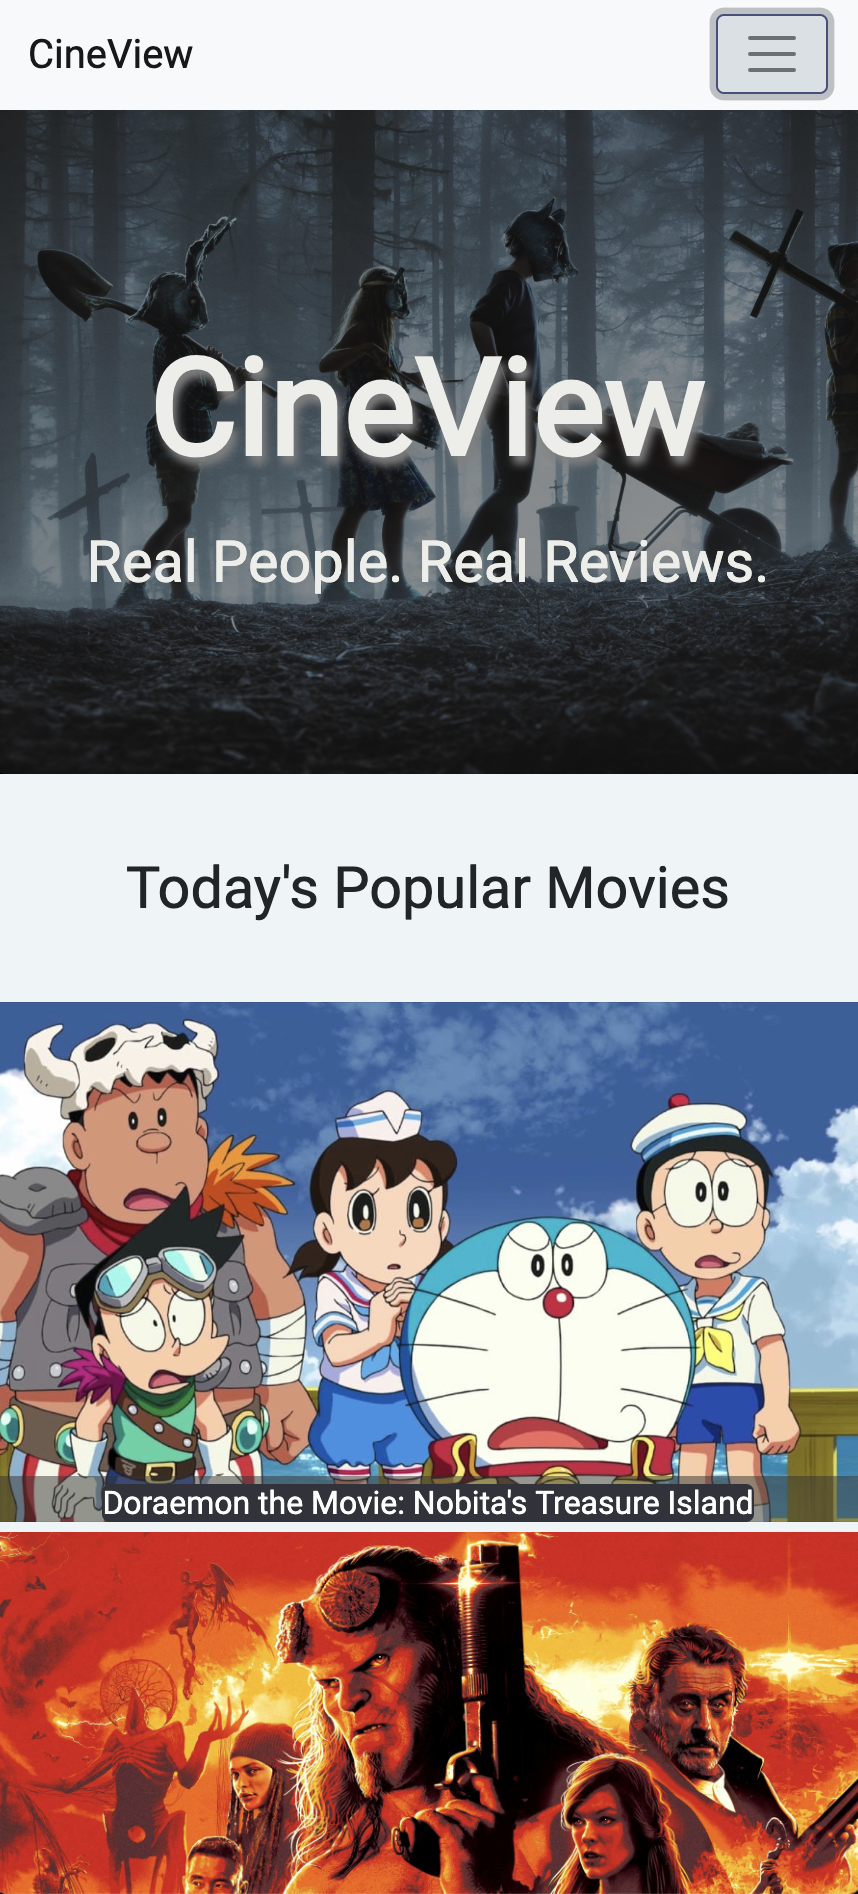 CineView
CineView
Real People. Real Reviews.
Today's Popular Movies
Doraemon the Movie: Nobita's Treasure Island